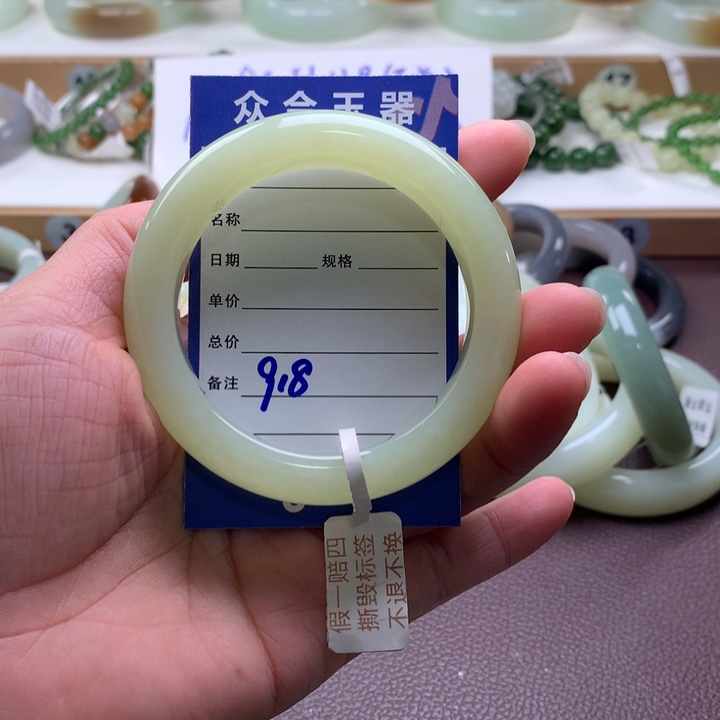 众合玉器
名称
日期 规格
单价
总价
备注 9.8
假一赔四
撕毁标签
不退不换